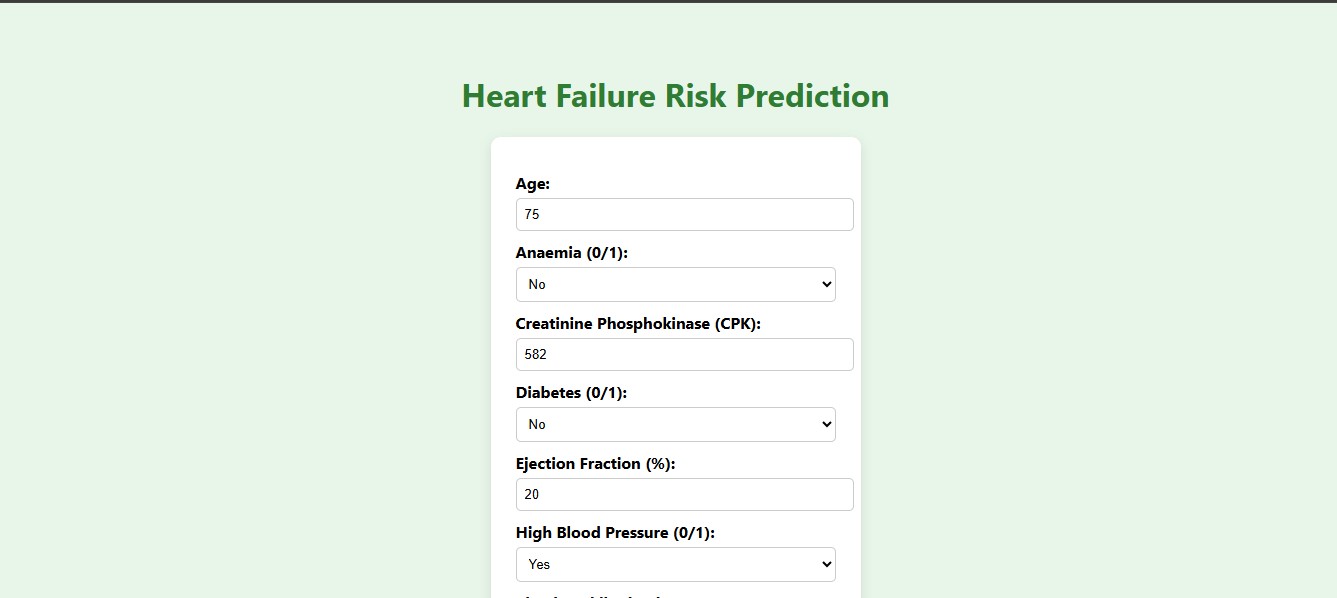 Heart Failure Risk Prediction
Age:
75
Anaemia (0/1):
No
Creatinine Phosphokinase (CPK):
582
Diabetes (0/1):
No
Ejection Fraction (%):
20
High Blood Pressure (0/1):
Yes